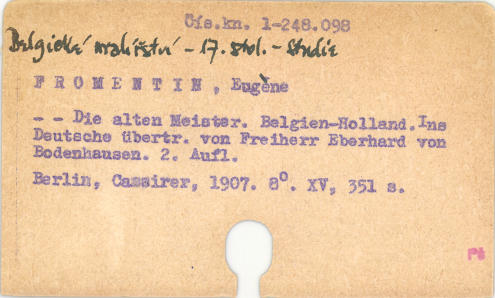 Čís.kn. 1-248.098
Belgické malířství - 17. stol. - Studie
FROMENTIN, Eugène
-- Die alten Meister. Belgien-Holland. Ins
Deutsche übertr. von Freiherr Eberhard von
Bodenhausen. 2. Aufl.
Berlin, Cassirer, 1907. 8°. XV, 351 s.